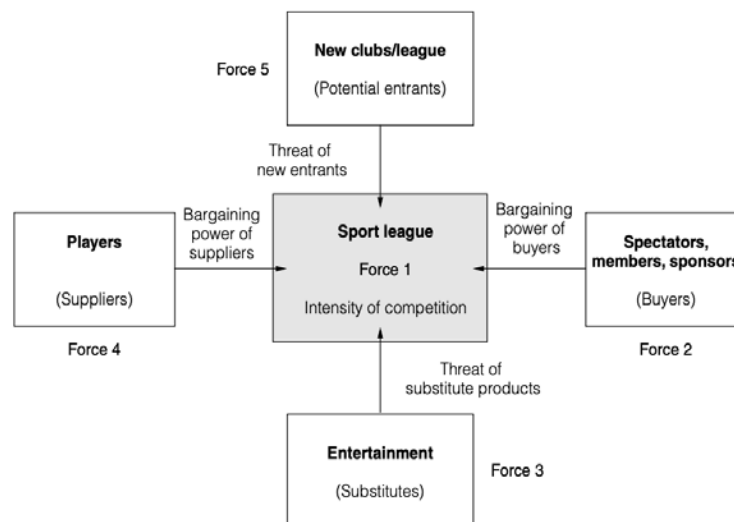 New clubs/league
Force 5
(Potential entrants)
Threat of
new entrants
Bargaining
power of
suppliers
Bargaining
power of
buyers
Players
(Suppliers)
Force 4
Sport league
Force 1
Intensity of competition
Spectators,
members, sponsors
(Buyers)
Force 2
Threat of
substitute products
Entertainment
(Substitutes)
Force 3